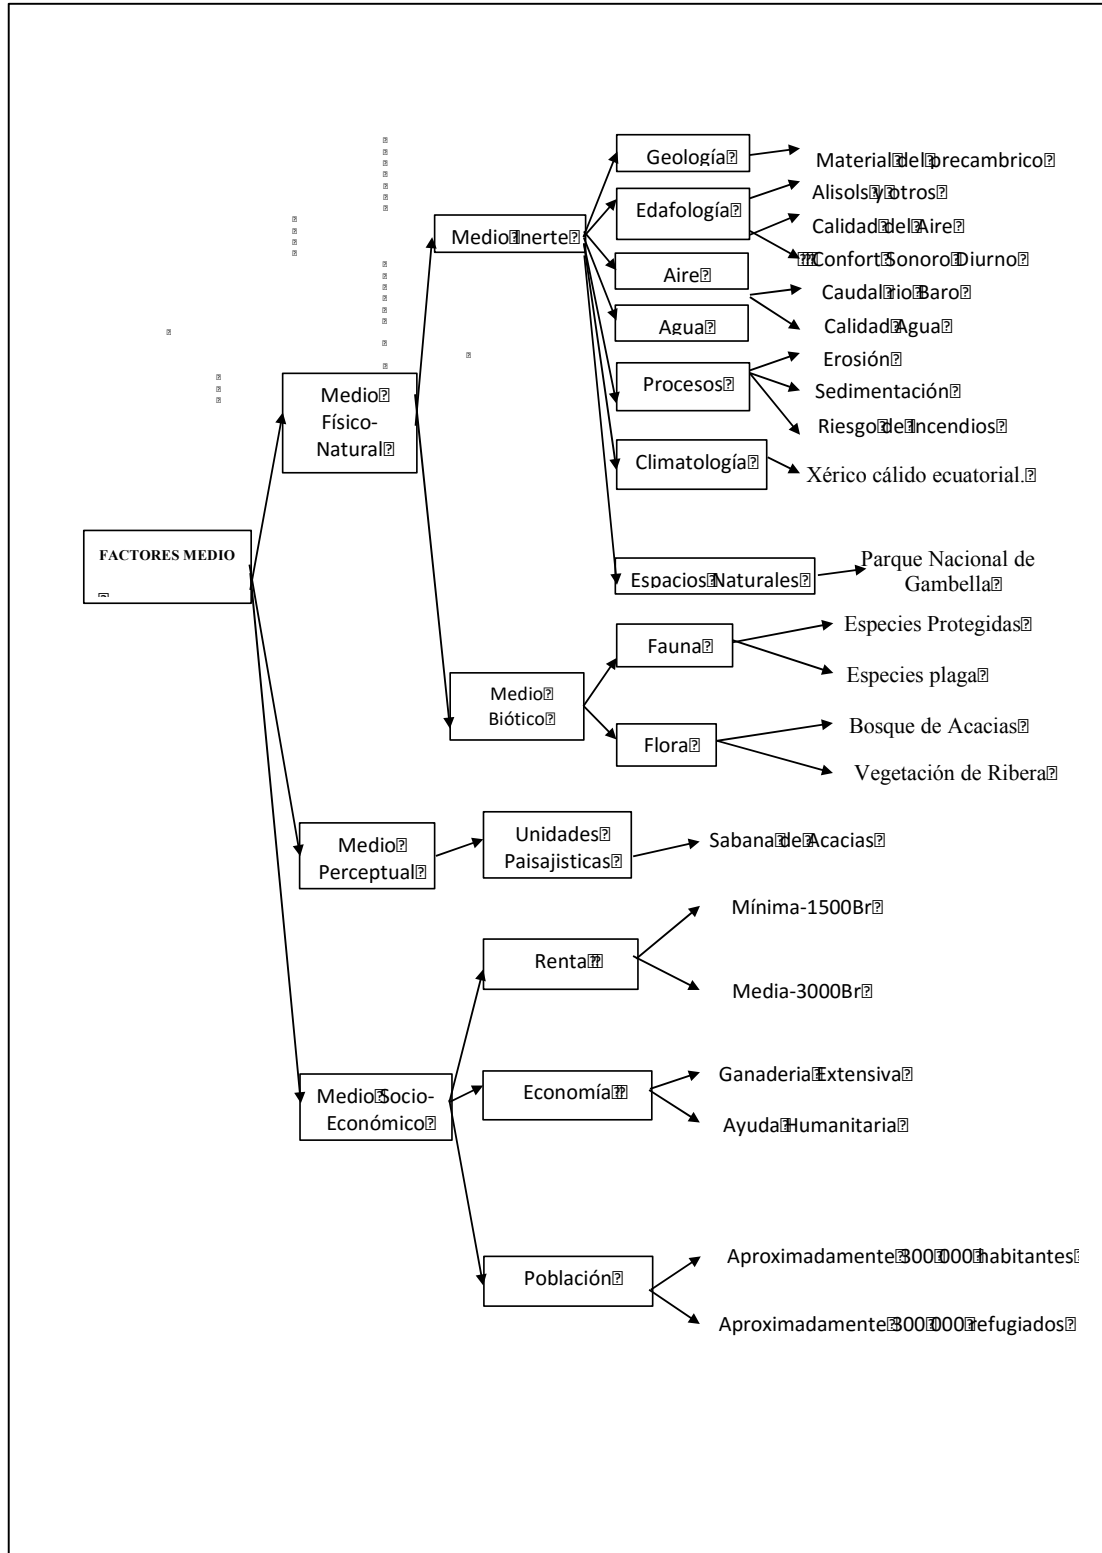 Geología
Material del precambrico
Alisols y otros
Edafología
Calidad del Aire
Medio Inerte
Confort Sonoro Diurno
Aire
Caudal rio Baro
Agua
Calidad Agua
Erosión
Procesos
Sedimentación
Medio
Físico-
Natural
Riesgo de Incendios
Climatología
Xérico cálido ecuatorial.
FACTORES MEDIO
Espacios Naturales
Parque Nacional de
Gambella
Especies Protegidas
Fauna
Especies plaga
Medio
Biótico
Bosque de Acacias
Flora
Vegetación de Ribera
Medio
Perceptual
Unidades
Paisajisticas
Sabana de Acacias
Mínima-1500Br
Renta
Media-3000Br
Medio Socio-
Económico
Economía
Ganaderia Extensiva
Ayuda Humanitaria
Población
Aproximadamente 300 000 habitantes
Aproximadamente 300 000 refugiados